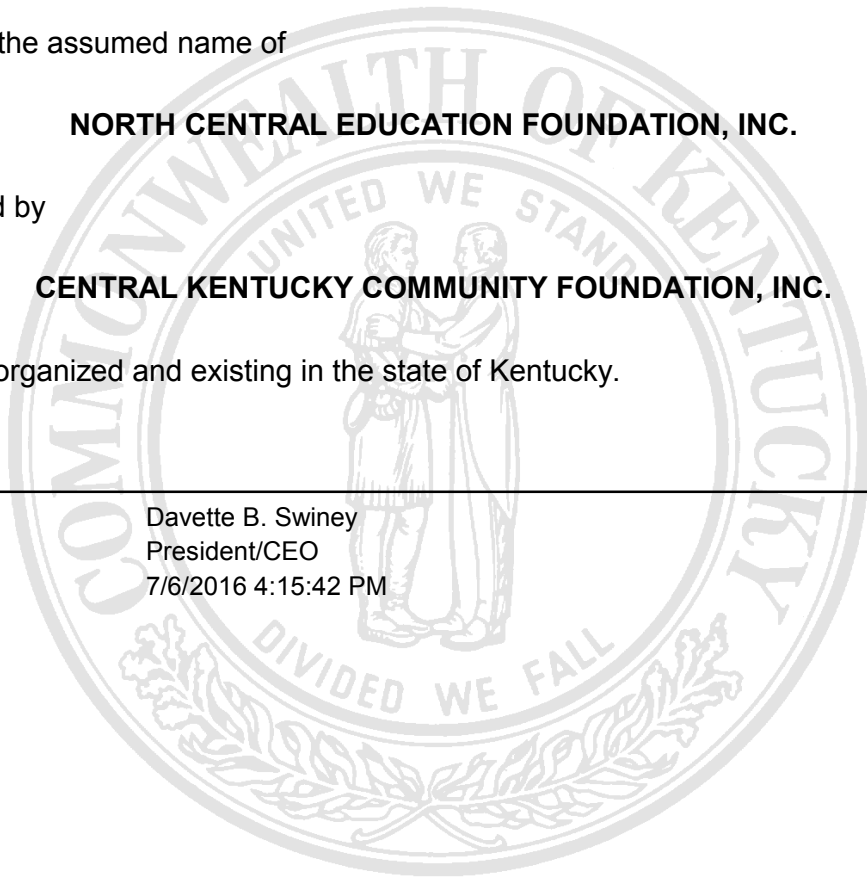 the assumed name of
NORTH CENTRAL EDUCATION FOUNDATION, INC.
d by
CENTRAL KENTUCKY COMMUNITY FOUNDATION, INC.
organized and existing in the state of Kentucky.
Davette B. Swiney
President/CEO
7/6/2016 4:15:42 PM
COMMONWEALTH OF KENTUCKY
UNITED WE STAND
DIVIDED WE FALL